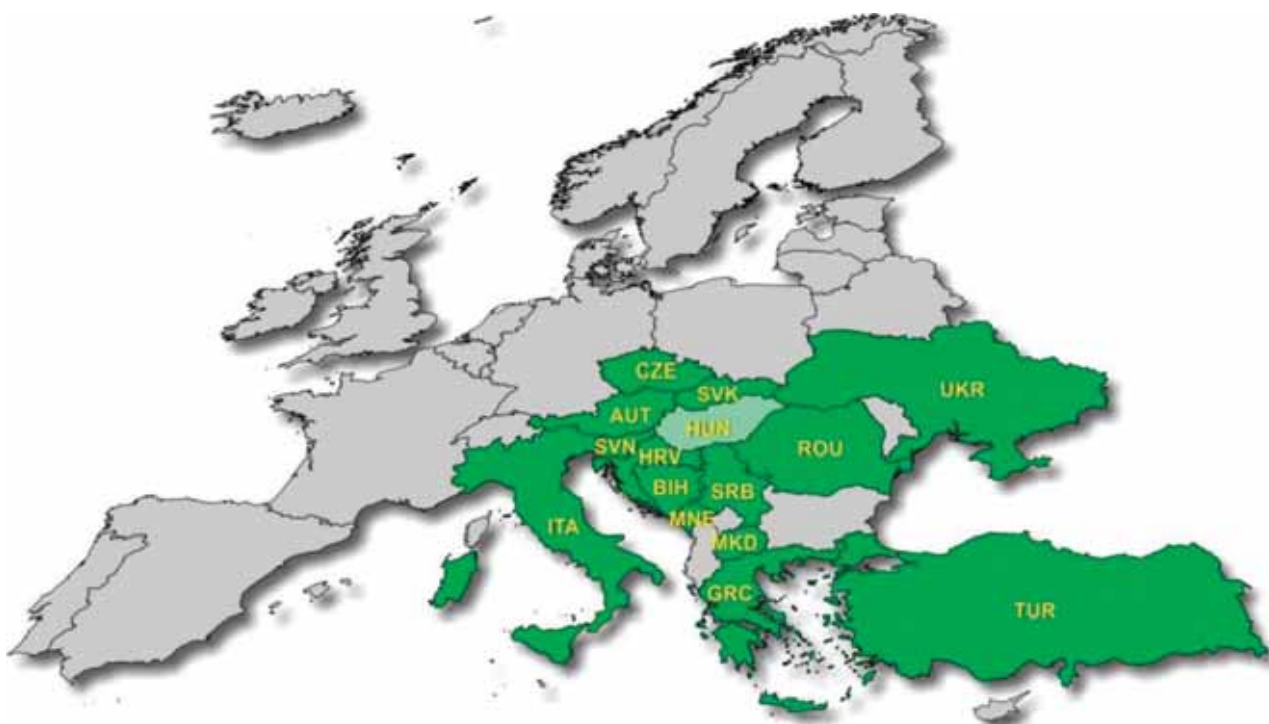 CZE
SVK
UKR
AUT
HUN
SVN
HRV
ROU
BIH
SRB
MNE
ITA
MKD
GRC
TUR